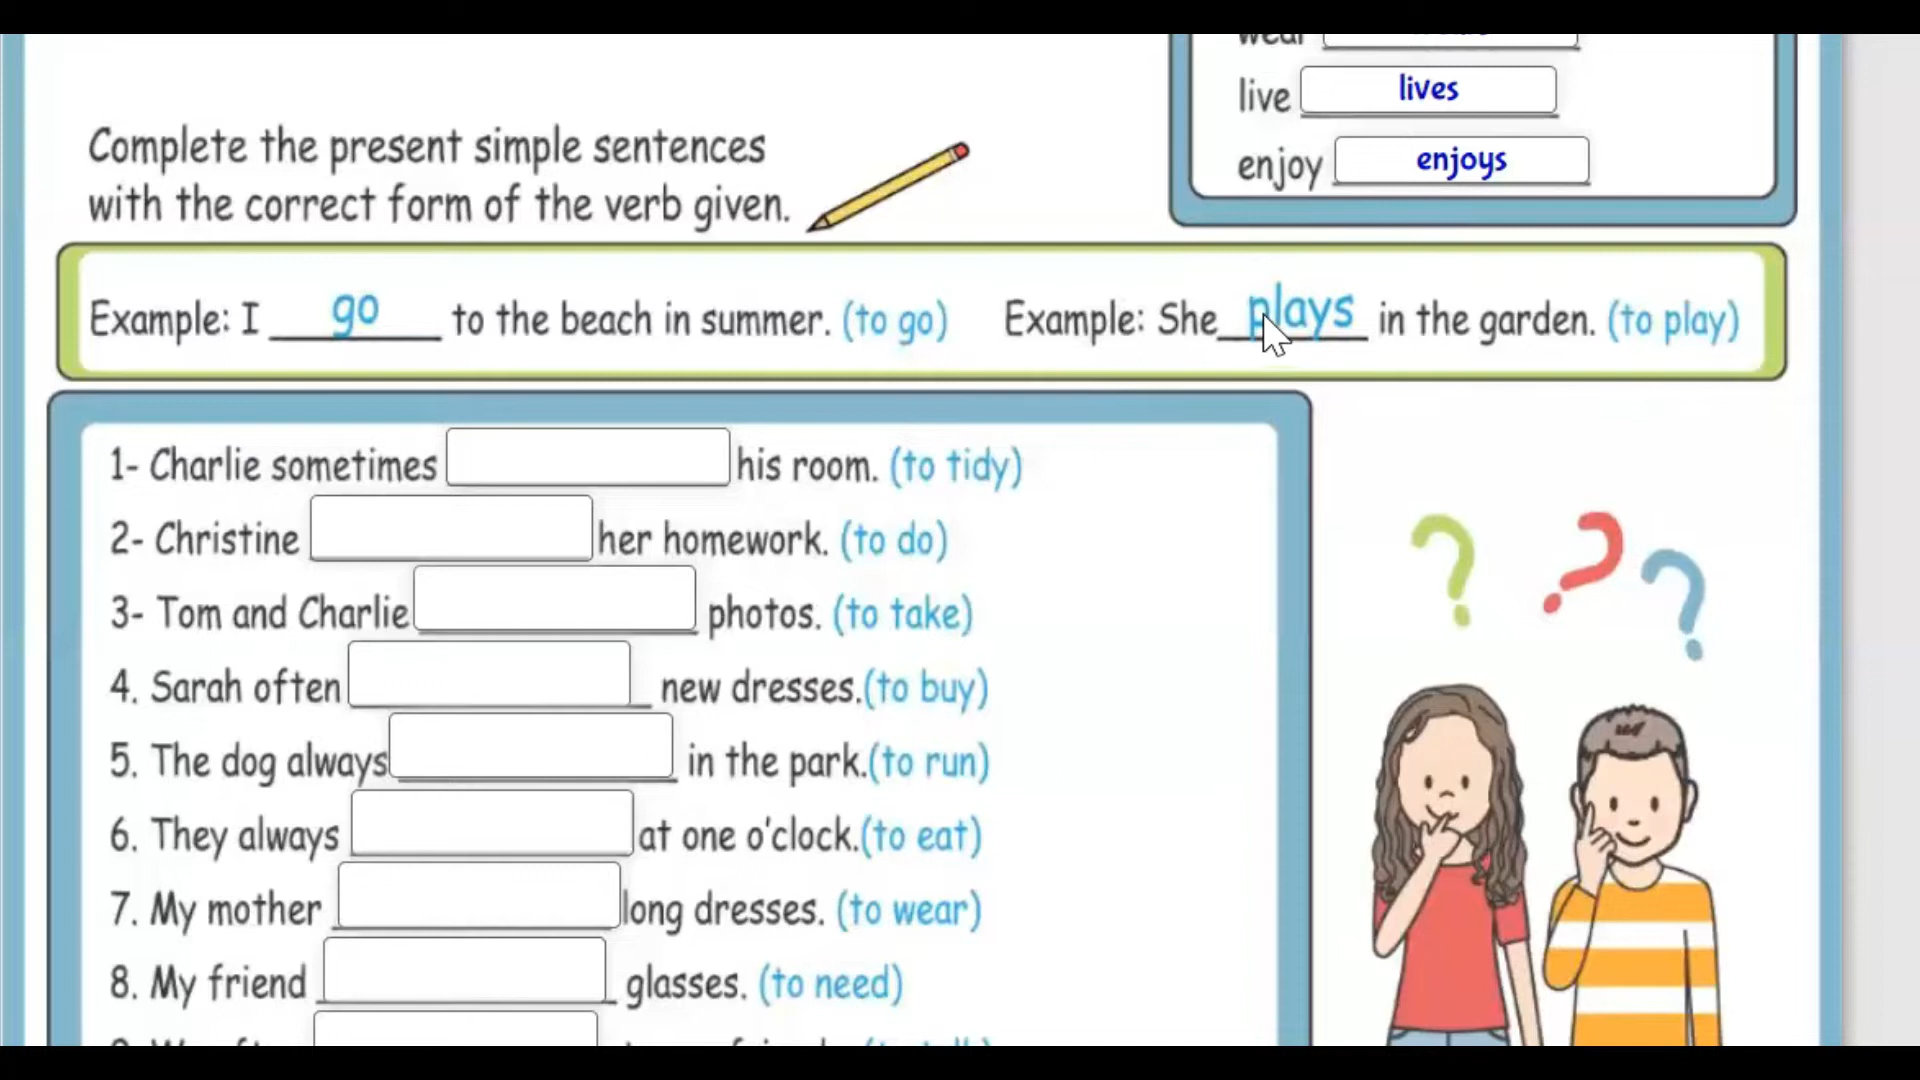 wear
live lives
enjoy enjoys
Complete the present simple sentences
with the correct form of the verb given.
Example: I go to the beach in summer. (to go) Example: She plays in the garden. (to play)
1- Charlie sometimes his room. (to tidy)
2- Christine her homework. (to do)
3- Tom and Charlie photos. (to take)
4. Sarah often new dresses.(to buy)
5. The dog always in the park.(to run)
6. They always at one o'clock.(to eat)
7. My mother long dresses. (to wear)
8. My friend glasses. (to need)